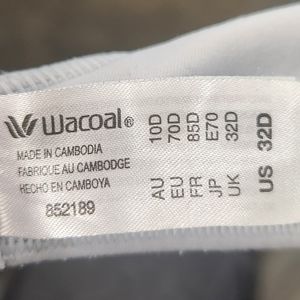 Wacoal®
MADE IN CAMBODIA
FABRIQUE AU CAMBODGE
HECHO EN CAMBOYA
852189
AU 10D
EU 70D
FR 85D
JP E70
UK 32D
US 32D